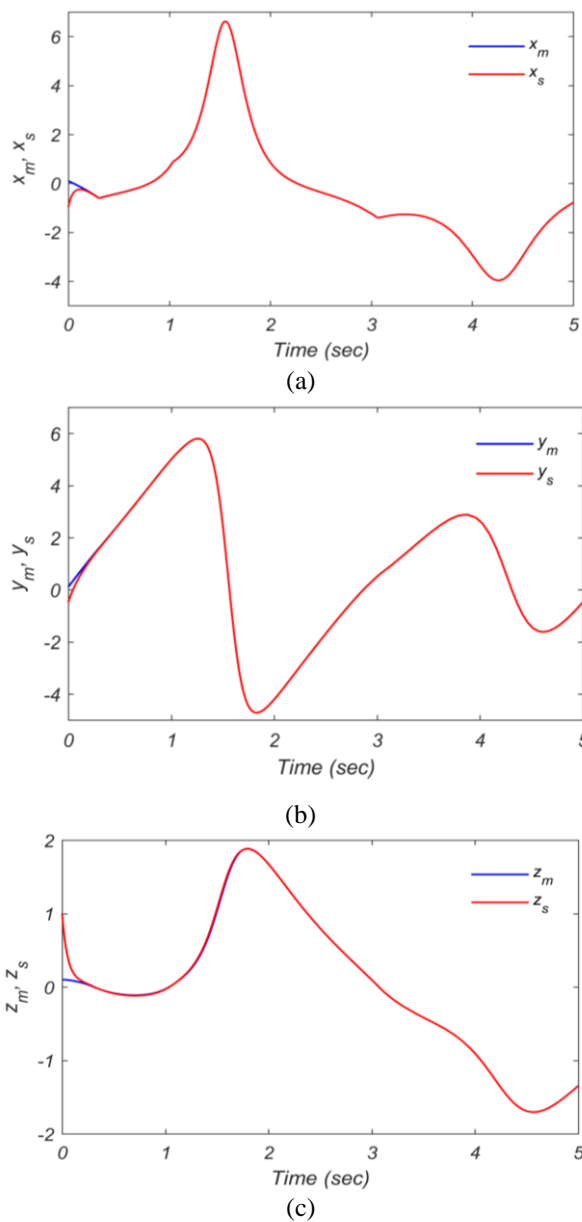 6
4
2
0
-2
-4
x_m, x_s
x_m
x_s
0 1 2 3 4 5
Time (sec)
(a)
6
4
2
0
-2
-4
y_m, y_s
y_m
y_s
0 1 2 3 4 5
Time (sec)
(b)
2
1
0
-1
-2
z_m, z_s
z_m
z_s
0 1 2 3 4 5
Time (sec)
(c)